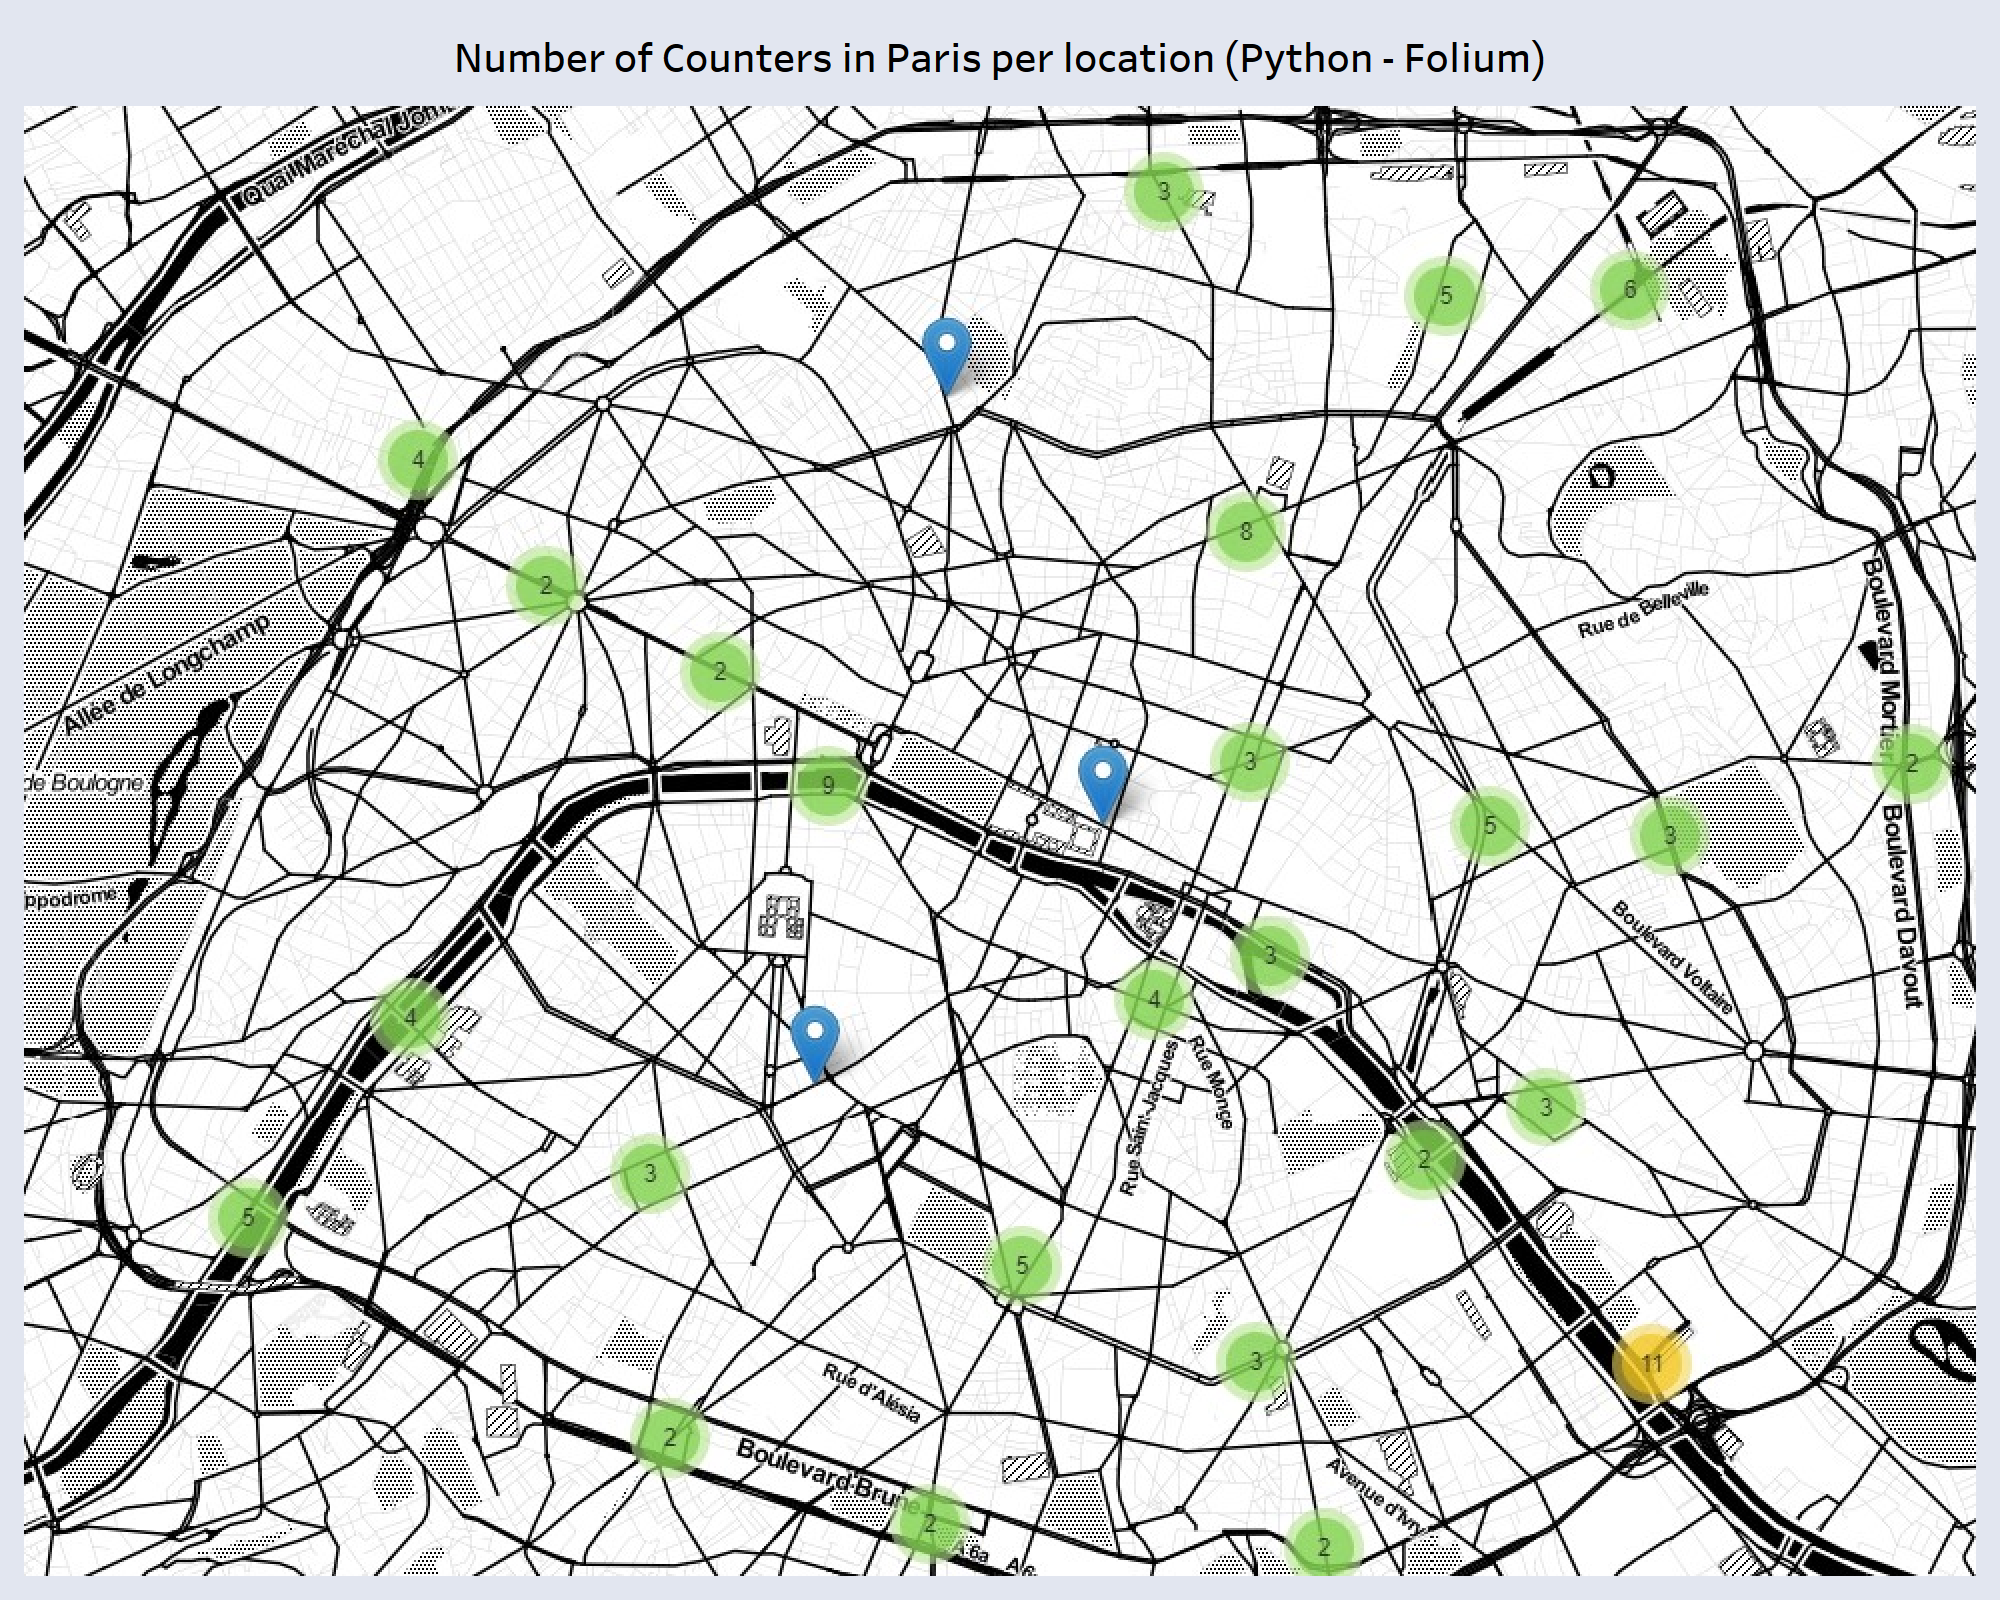 Number of Counters in Paris per location (Python - Folium)
3
5
6
4
8
2
Rue de Belleville
Boulevard Mortier
Allée de Longchamp
2
3
2
de Boulogne
9
5
3
Boulevard Davout
ppodrome
Boulevard Voltaire
3
4
4
Rue Monge
Rue Saint-Jacques
3
2
3
5
5
3
11
Rue d'Alésia
2
Boulevard Brune
Avenue d'Ivry
2
2
A 6a